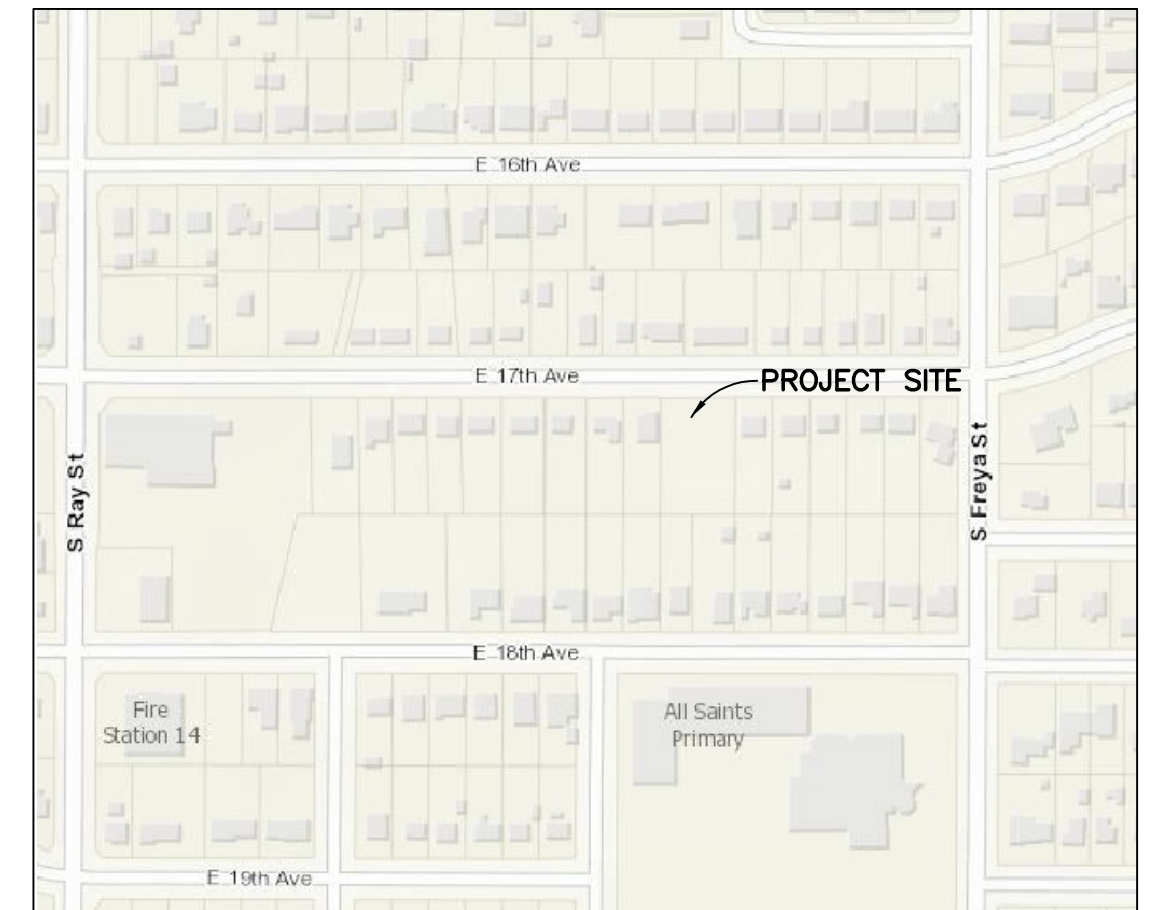 E 16th Ave
E 17th Ave
PROJECT SITE
S Ray St
S Freya St
E 18th Ave
Fire
Station 14
All Saints
Primary
E 19th Ave